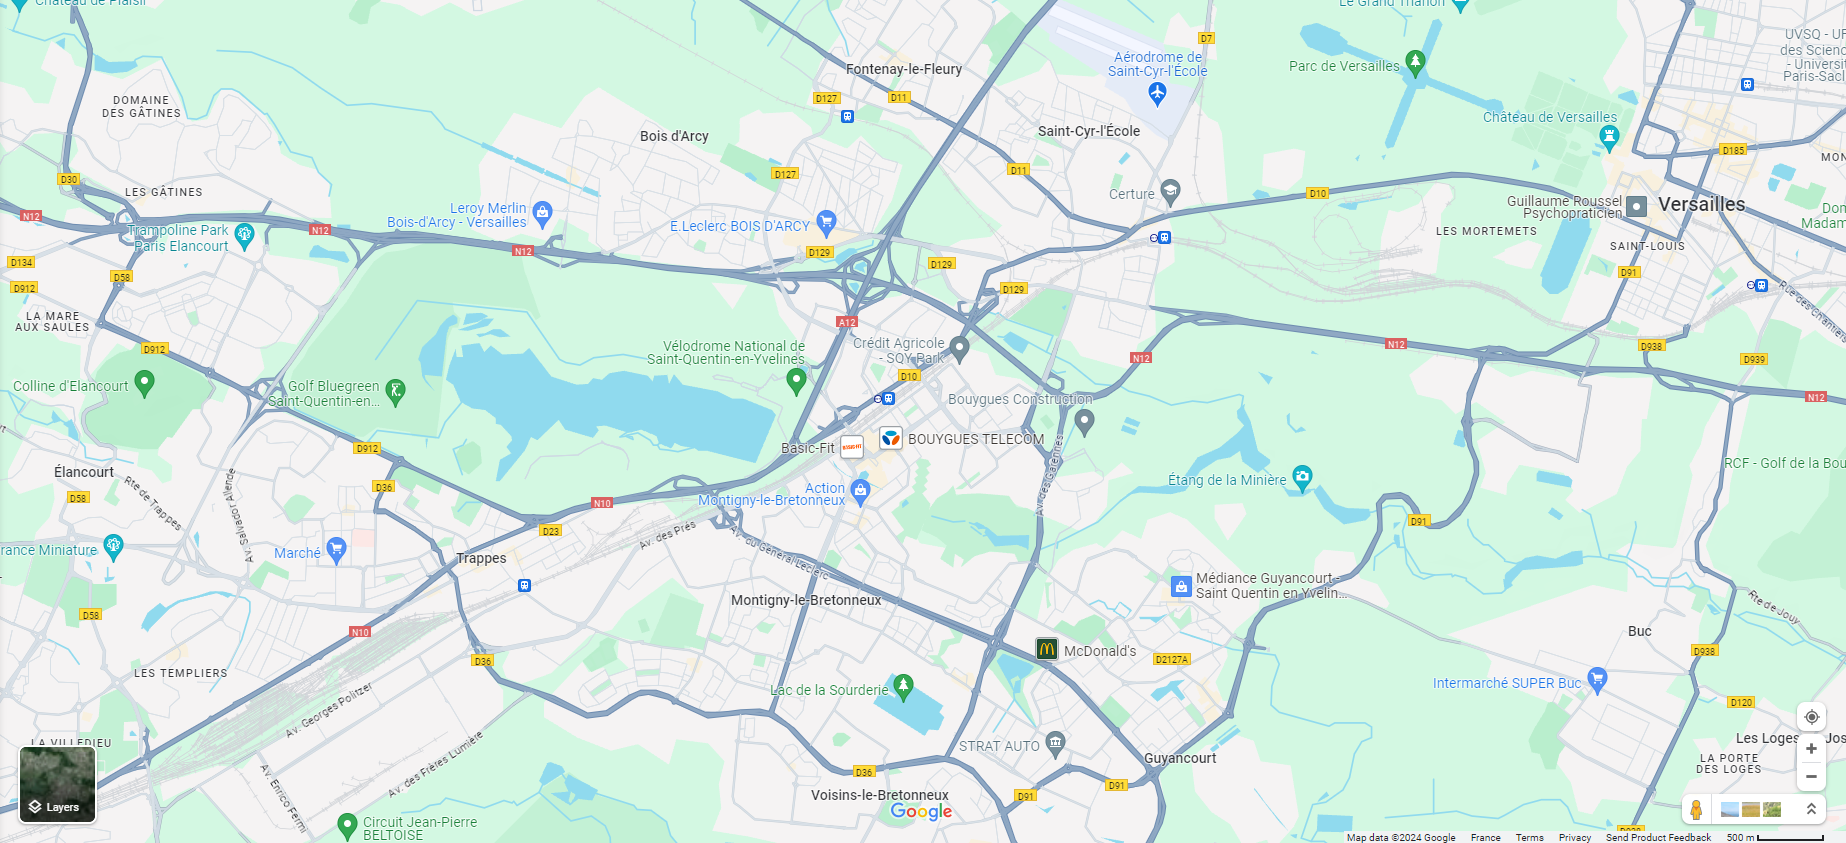 Château de Plaisir
Le Grand Trianon
D7
UVSQ - UF
des Scienc
- Universit
Paris-Sacl
Aérodrome de
Saint-Cyr-l'École
Parc de Versailles
Fontenay-le-Fleury
D127
D11
DOMAINE
DES GÂTINES
Château de Versailles
Bois d'Arcy
Saint-Cyr-l'École
D185
MON
D11
D127
D30
LES GÂTINES
Certure
D10
Guillaume Roussel
Psychopraticien
Versailles
Dom
Madam
N12
Leroy Merlin
Bois-d'Arcy - Versailles
E.Leclerc BOIS D'ARCY
N12
Trampoline Park
Paris Elancourt
LES MORTEMETS
SAINT-LOUIS
N12
D129
D134
D129
D58
D91
D912
D129
Rue des Chantiers
LA MARE
AUX SAULES
A12
D912
Vélodrome National de
Saint-Quentin-en-Yvelines
Crédit Agricole
- SQY Park
N12
N12
D938
D939
Colline d'Elancourt
Golf Bluegreen
Saint-Quentin-en...
D10
Bouygues Construction
N12
D912
Basic-Fit
BASIC-FIT
BOUYGUES TELECOM
Av. des Garennes
Élancourt
Rte de Trappes
Av. Salvador Allende
D36
D58
Action
Montigny-le-Bretonneux
Étang de la Minière
RCF - Golf de la Bou
N10
D91
D23
Av. des Prés
Av. du Général Leclerc
rance Miniature
Marché
Trappes
Médiance Guyancourt -
Saint Quentin en Yvelin...
Montigny-le-Bretonneux
Rte de Jouy
D58
N10
Buc
McDonald's
D2127A
D938
D36
LES TEMPLIERS
Av. Georges Politzer
Lac de la Sourderie
Intermarché SUPER Buc
D120
LA VILLEDIEU
Av. des Frères Lumière
STRAT AUTO
Guyancourt
Les Loges
Jos
LA PORTE
DES LOGES
D36
D91
D91
Av. Enrico Fermi
Voisins-le-Bretonneux
Layers
Google
Circuit Jean-Pierre
BELTOISE
Map data ©2024 Google France Terms Privacy Send Product Feedback 500 m